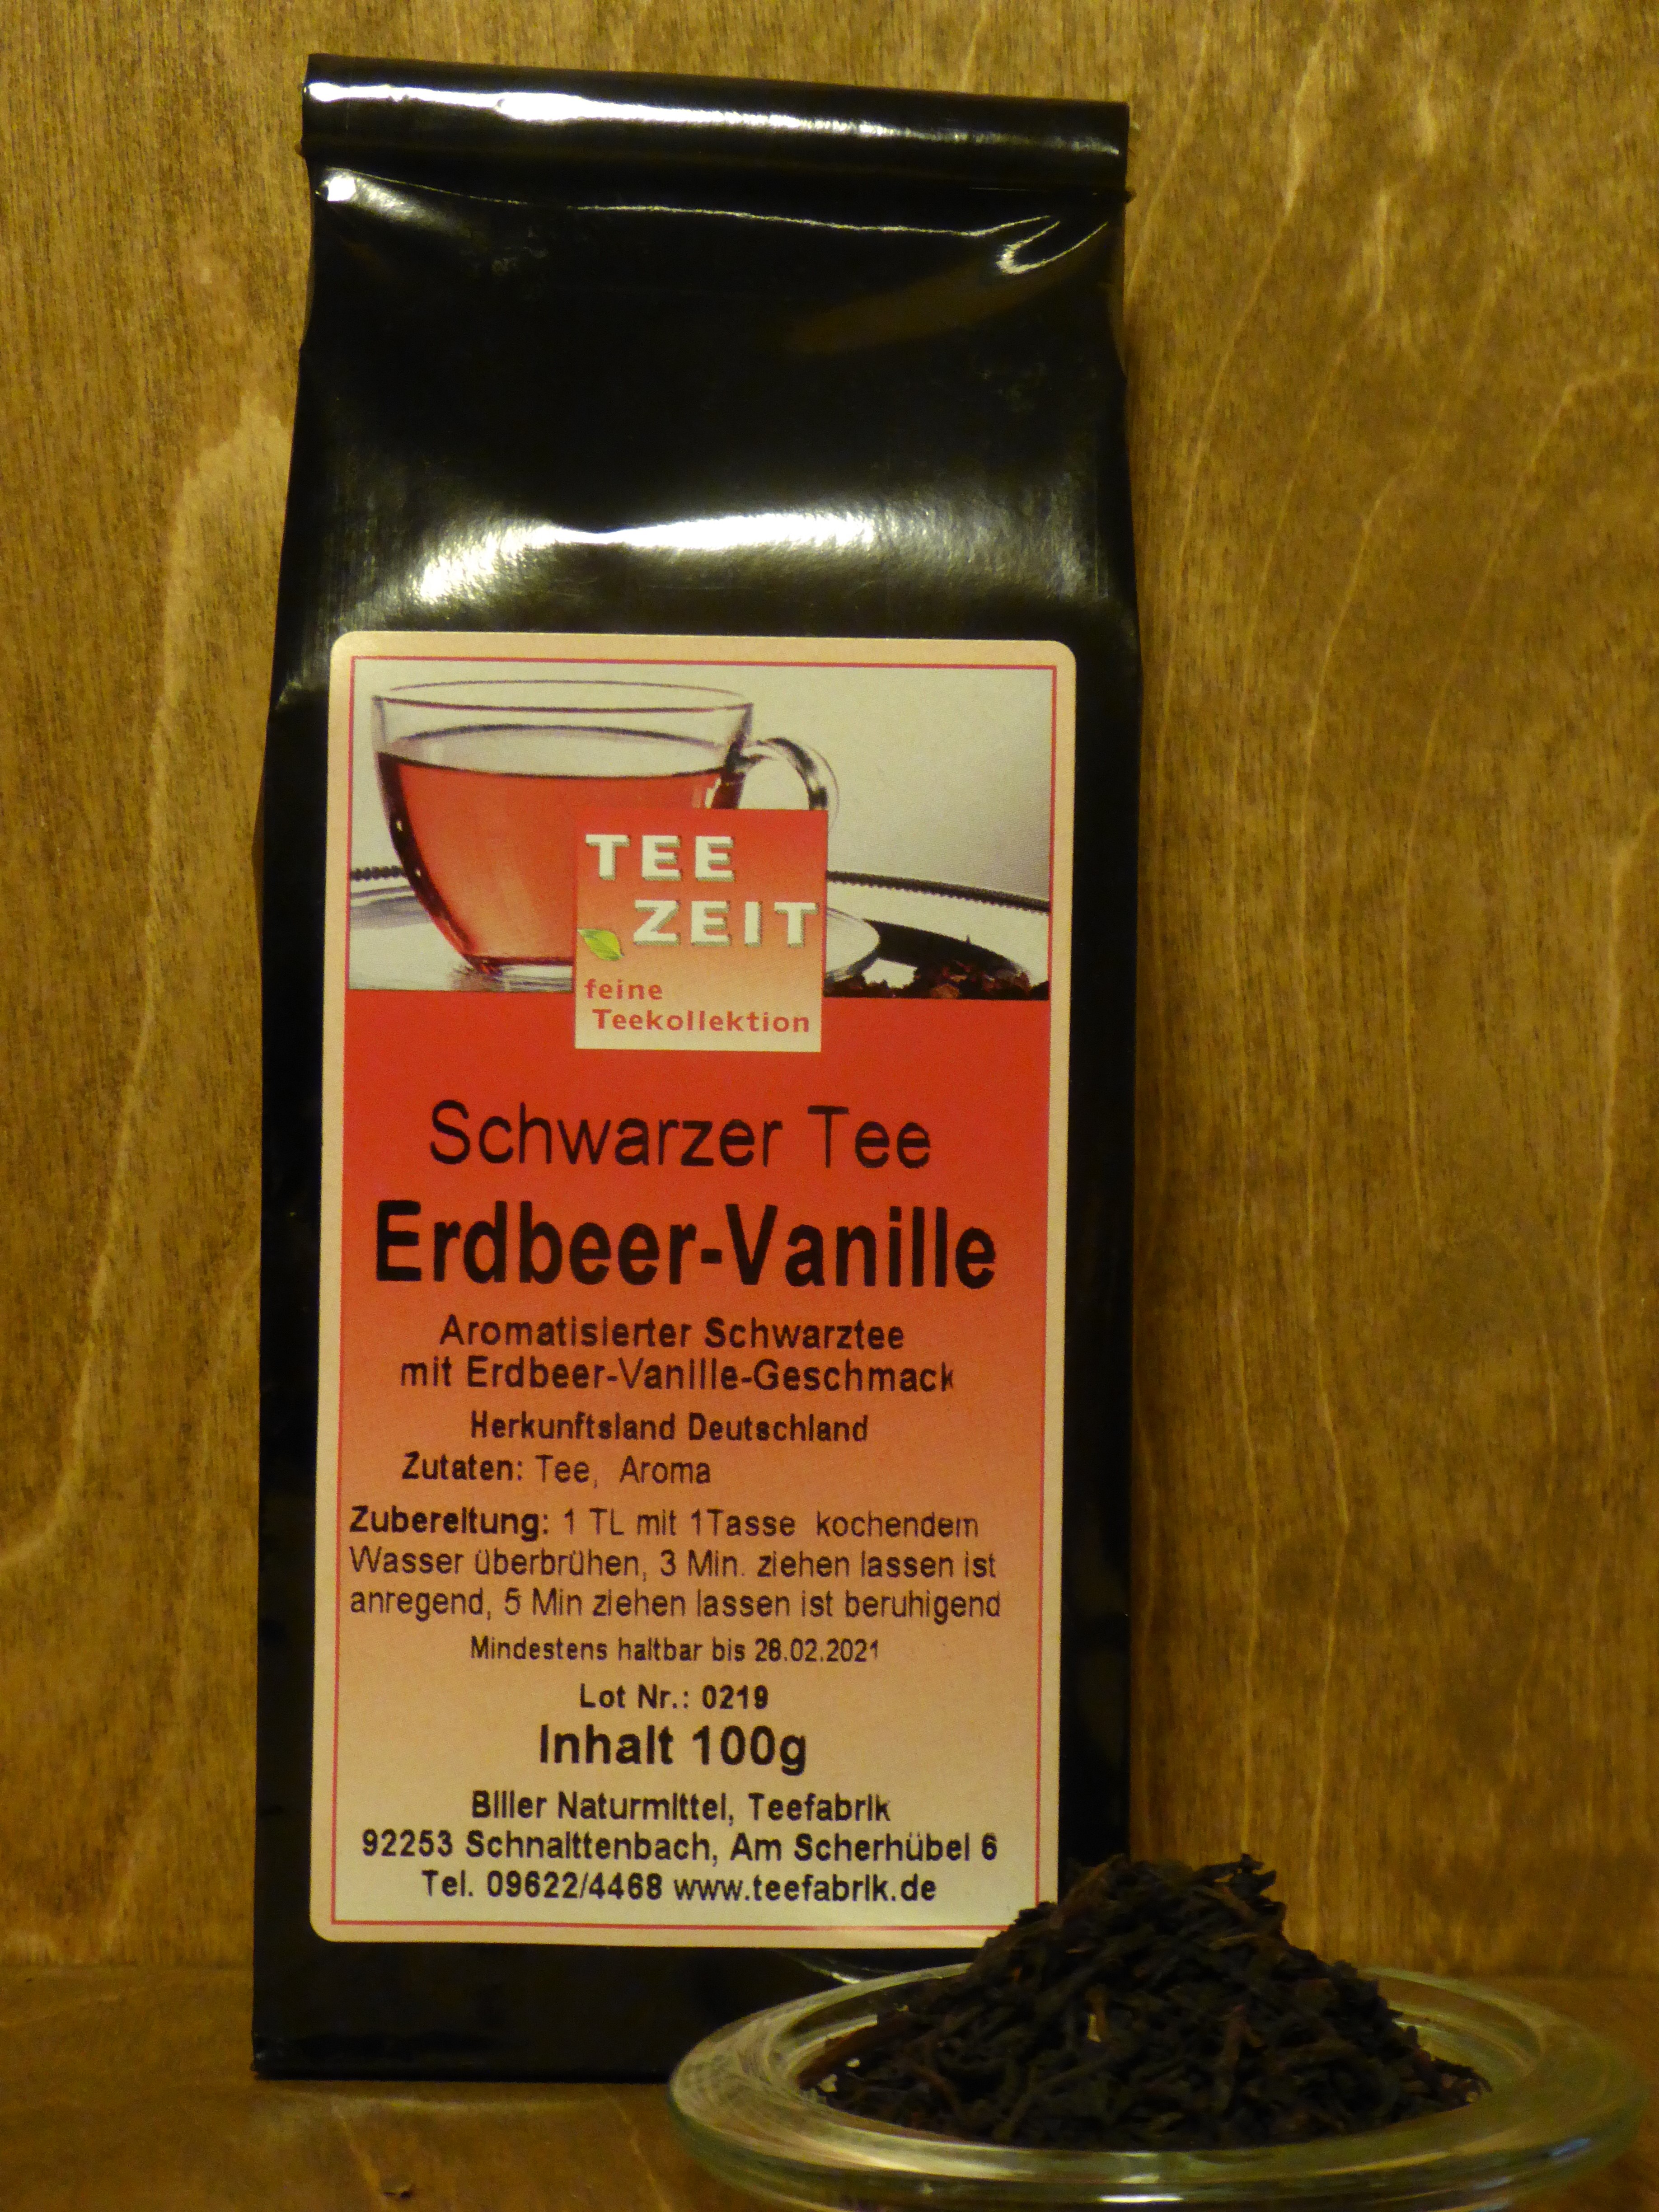 TEE
ZEIT
feine
Teekollektion
Schwarzer Tee
Erdbeer-Vanille
Aromatisierter Schwarztee
mit Erdbeer-Vanille-Geschmack
Herkunftsland Deutschland
Zutaten: Tee, Aroma
Zubereitung: 1 TL mit 1Tasse kochendem
Wasser überbrühen, 3 Min. ziehen lassen ist
anregend, 5 Min ziehen lassen ist beruhigend
Mindestens haltbar bis 28.02.2021
Lot Nr.: 0219
Inhalt 100g
Biller Naturmittel, Teefabrik
92253 Schnaittenbach, Am Scherhübel 6
Tel. 09622/4468 www.teefabrik.de